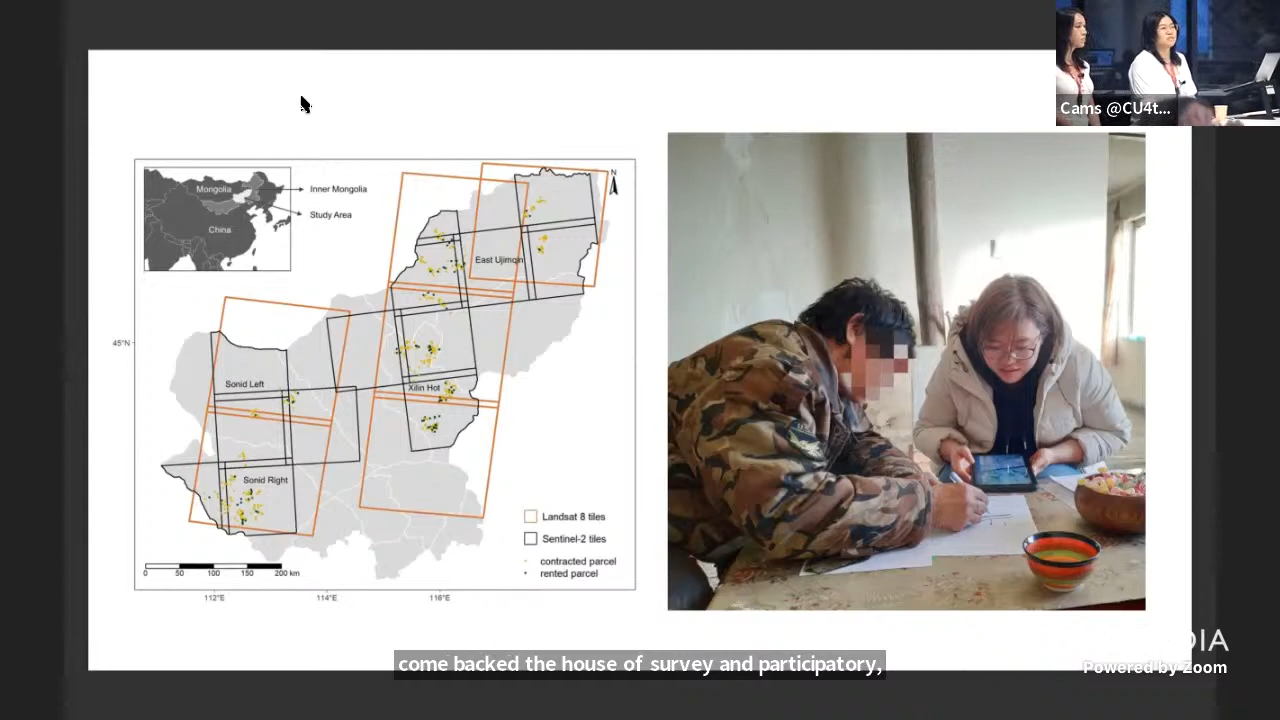 Cams @CU4t...
N
Mongolia
Inner Mongolia
Study Area
China
East Ujimqin
45°N
Sonid Left
Xilin Hot
Sonid Right
Landsat 8 tiles
Sentinel-2 tiles
contracted parcel
rented parcel
0 50 100 150 200 km
112°E 114°E 116°E
come backed the house of survey and participatory,
Powered by Zoom